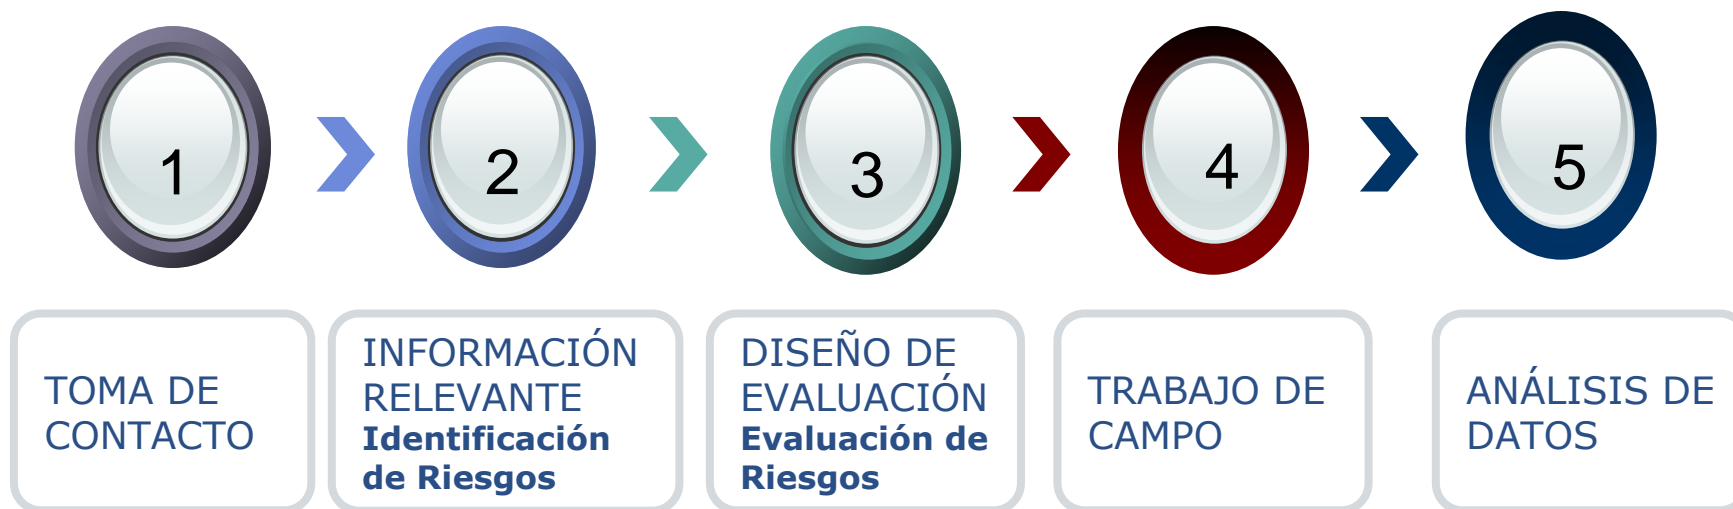 1
2
3
4
5
TOMA DE
CONTACTO
INFORMACIÓN
RELEVANTE
Identificación
de Riesgos
DISEÑO DE
EVALUACIÓN
Evaluación de
Riesgos
TRABAJO DE
CAMPO
ANÁLISIS DE
DATOS